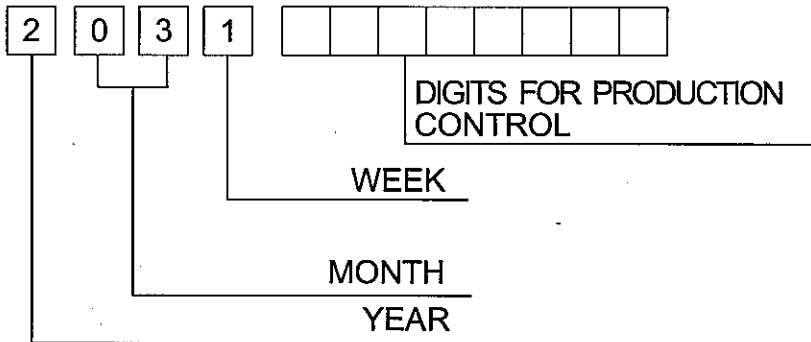 2 0 3 1
DIGITS FOR PRODUCTION
CONTROL
WEEK
MONTH
YEAR